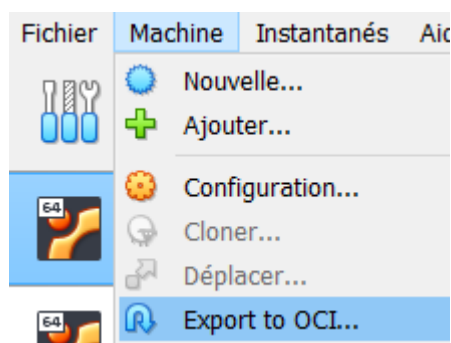 Fichier Machine Instantanés
Nouvelle...
Ajouter...
Configuration...
Cloner...
Déplacer...
Export to OCI...
64
64